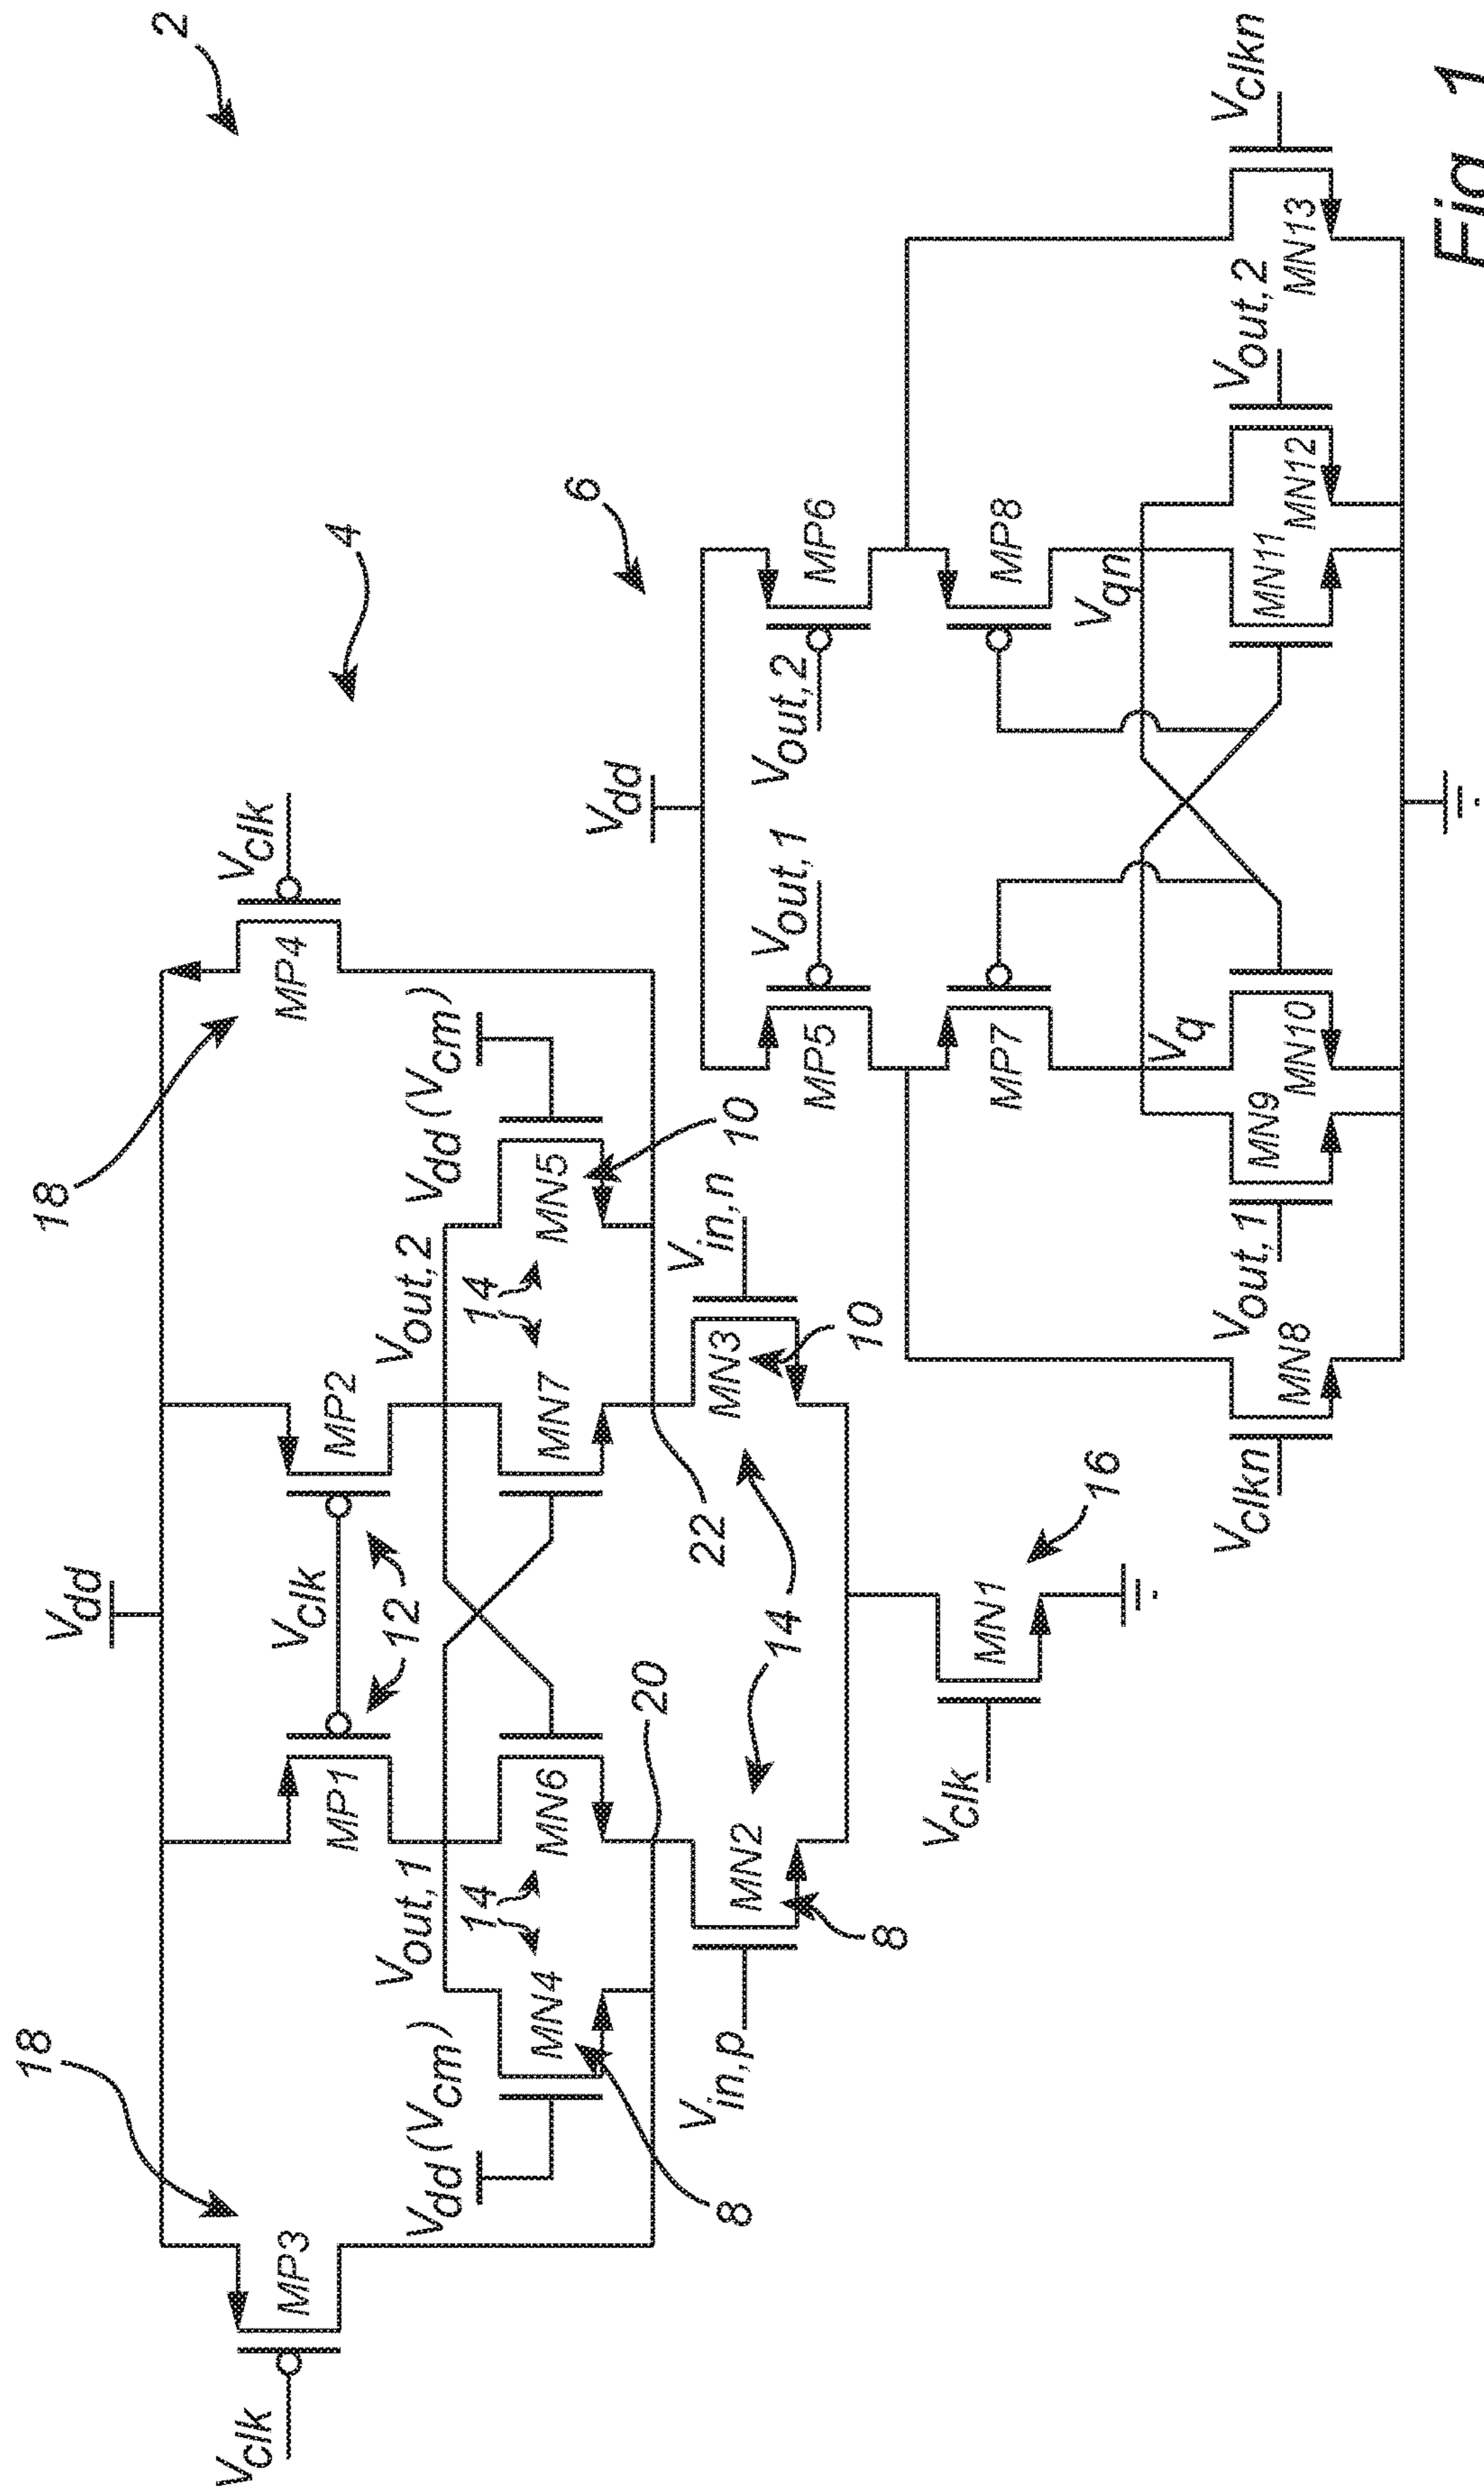 2
4
18
18
Vdd
Vclk
MP3
MP1
Vclk
MP2
MP4
Vclk
12
Vout,1
Vout,2
Vdd (Vcm)
Vdd (Vcm)
14
14
MN4
MN6
MN7
MN5
8
20
22
10
Vin,p
MN2
MN3
Vin,n
8
14
10
Vclk
MN1
16
6
Vdd
Vout,1
Vout,2
MP5
MP6
MP7
MP8
Vq
Vqn
Vclkn
Vout,1
Vout,2
Vclkn
MN8
MN9
MN10
MN11
MN12
MN13
Fig. 1